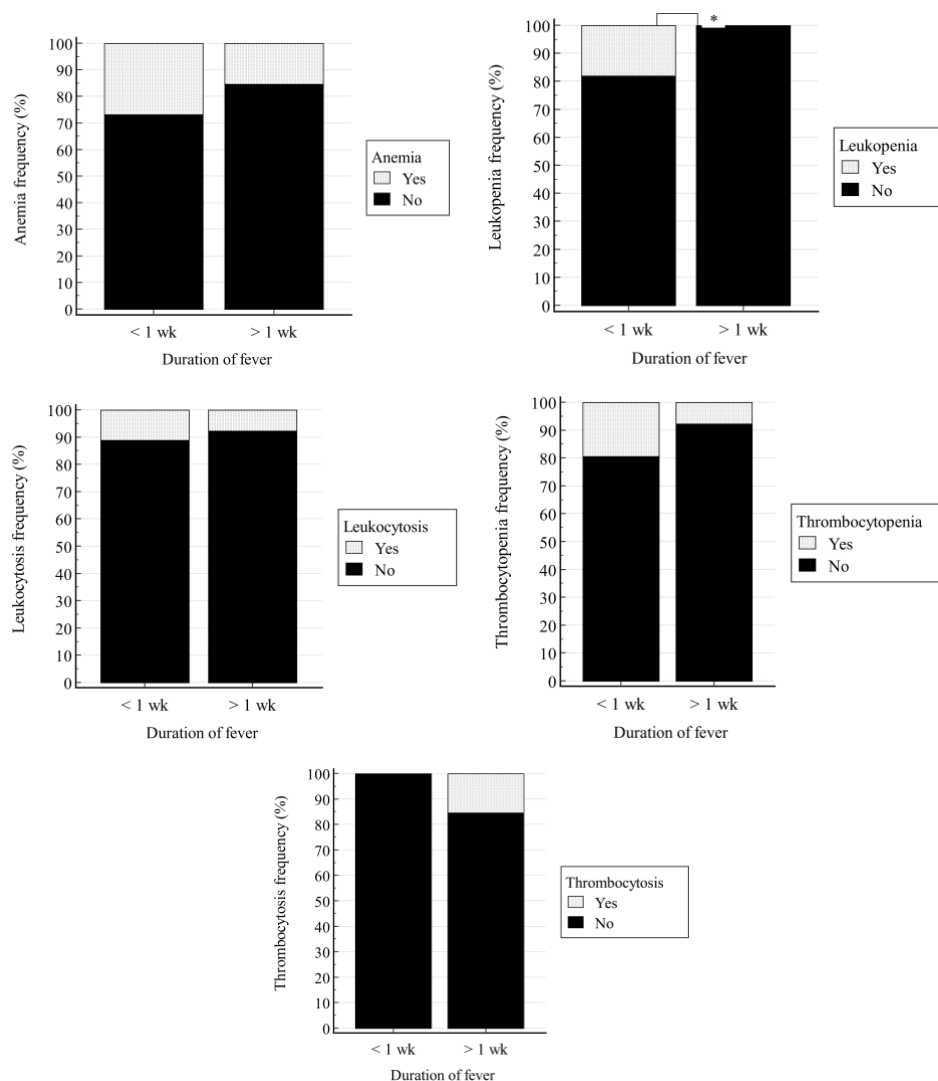 Anemia frequency (%)
100
90
80
70
60
50
40
30
20
10
0
< 1 wk
> 1 wk
Duration of fever
Anemia
Yes
No
Leukopenia frequency (%)
100
90
80
70
60
50
40
30
20
10
0
*
< 1 wk
> 1 wk
Duration of fever
Leukopenia
Yes
No
Leukocytosis frequency (%)
100
90
80
70
60
50
40
30
20
10
0
< 1 wk
> 1 wk
Duration of fever
Leukocytosis
Yes
No
Thrombocytopenia frequency (%)
100
90
80
70
60
50
40
30
20
10
0
< 1 wk
> 1 wk
Duration of fever
Thrombocytopenia
Yes
No
Thrombocytosis frequency (%)
100
90
80
70
60
50
40
30
20
10
0
< 1 wk
> 1 wk
Duration of fever
Thrombocytosis
Yes
No